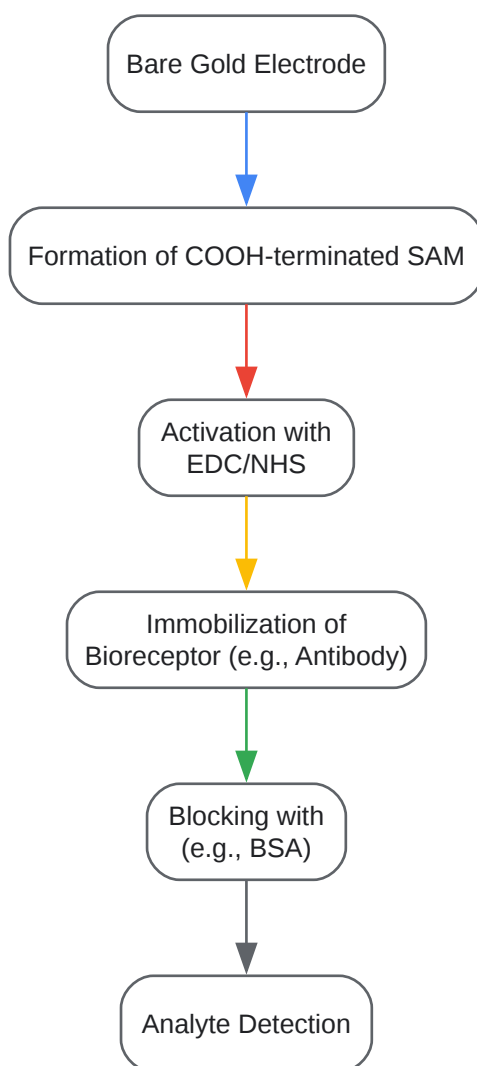 Bare Gold Electrode
Formation of COOH-terminated SAM
Activation with
EDC/NHS
Immobilization of
Bioreceptor (e.g., Antibody)
Blocking with
(e.g., BSA)
Analyte Detection